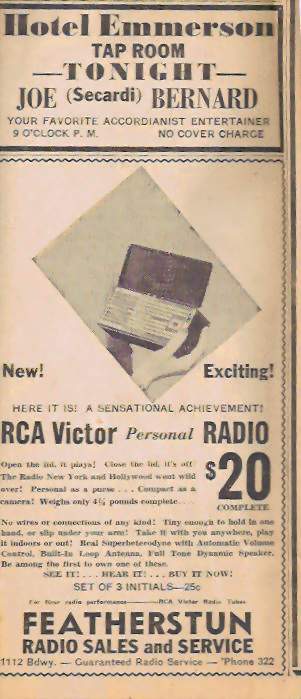 Hotel Emmerson
TAP ROOM
—TONIGHT—
JOE (Secardi) BERNARD
YOUR FAVORITE ACCORDIANIST ENTERTAINER
9 O'CLOCK P. M. NO COVER CHARGE
New! Exciting!
HERE IT IS! A SENSATIONAL ACHIEVEMENT!
RCA Victor Personal RADIO
Open the lid, it plays! Close the lid, it's off
The Radio New York and Hollywood went wild
over! Personal as a purse . . . Compact as a
camera! Weighs only 4½ pounds complete . . .
$20
COMPLETE
No wires or connections of any kind! Tiny enough to hold in one
hand, or slip under your arm! Take it with you anywhere, play
it indoors or out! Real Superheterodyne with Automatic Volume
Control, Built-In Loop Antenna, Full Tone Dynamic Speaker.
Be among the first to own one of these.
SEE IT! . . . HEAR IT! . . . BUY IT NOW!
SET OF 3 INITIALS—25c
For finer radio performance——RCA Victor Radio Tubes
FEATHERSTUN
RADIO SALES and SERVICE
1112 Bdwy. — Guaranteed Radio Service — 'Phone 322